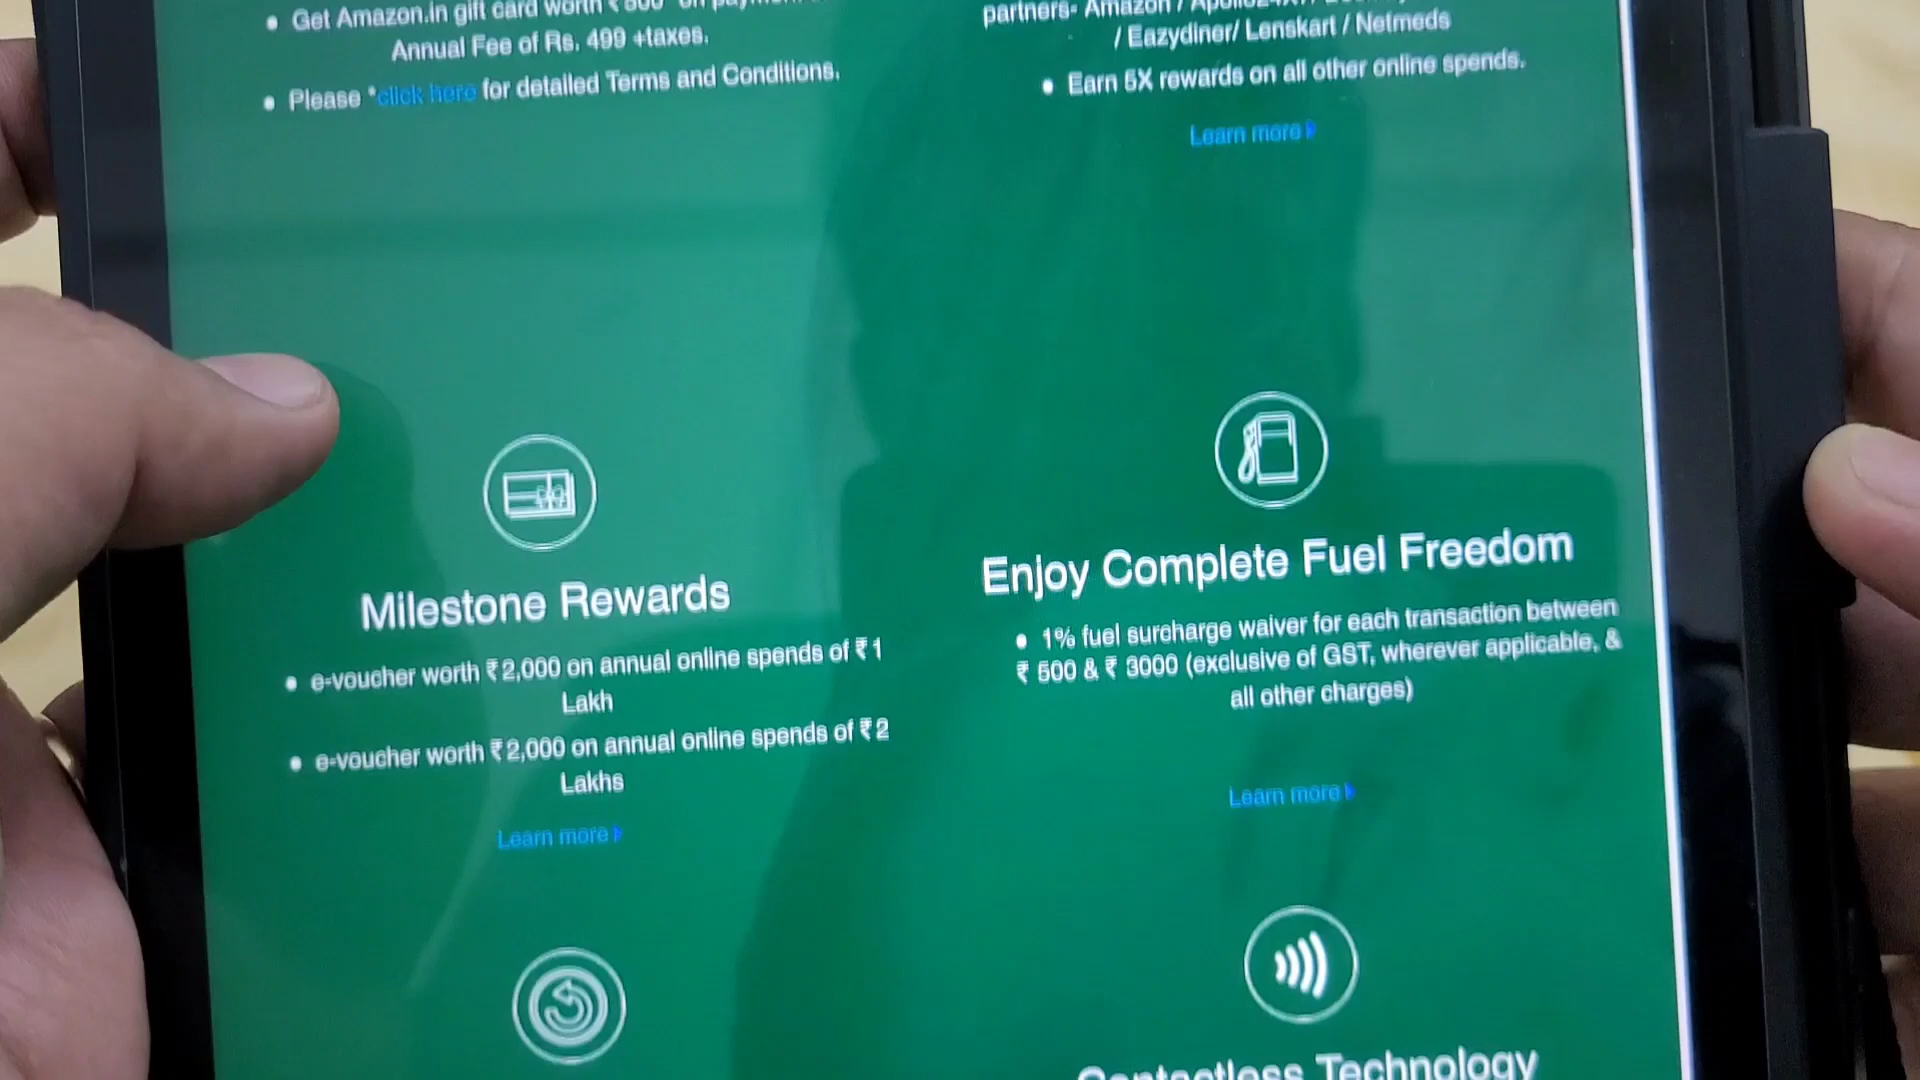 Get Amazon.in gift card worth ₹500* on
Annual Fee of Rs. 499 +taxes.
Please *click here for detailed Terms and Conditions.
partners- Amazon /
/ Eazydiner/ Lenskart / Netmeds
Earn 5X rewards on all other online spends.
Learn more
Milestone Rewards
e-voucher worth ₹2,000 on annual online spends of ₹1
Lakh
e-voucher worth ₹2,000 on annual online spends of ₹2
Lakhs
Learn more
Enjoy Complete Fuel Freedom
1% fuel surcharge waiver for each transaction between
₹ 500 & ₹ 3000 (exclusive of GST, wherever applicable, &
all other charges)
Learn more
Contactless Technology